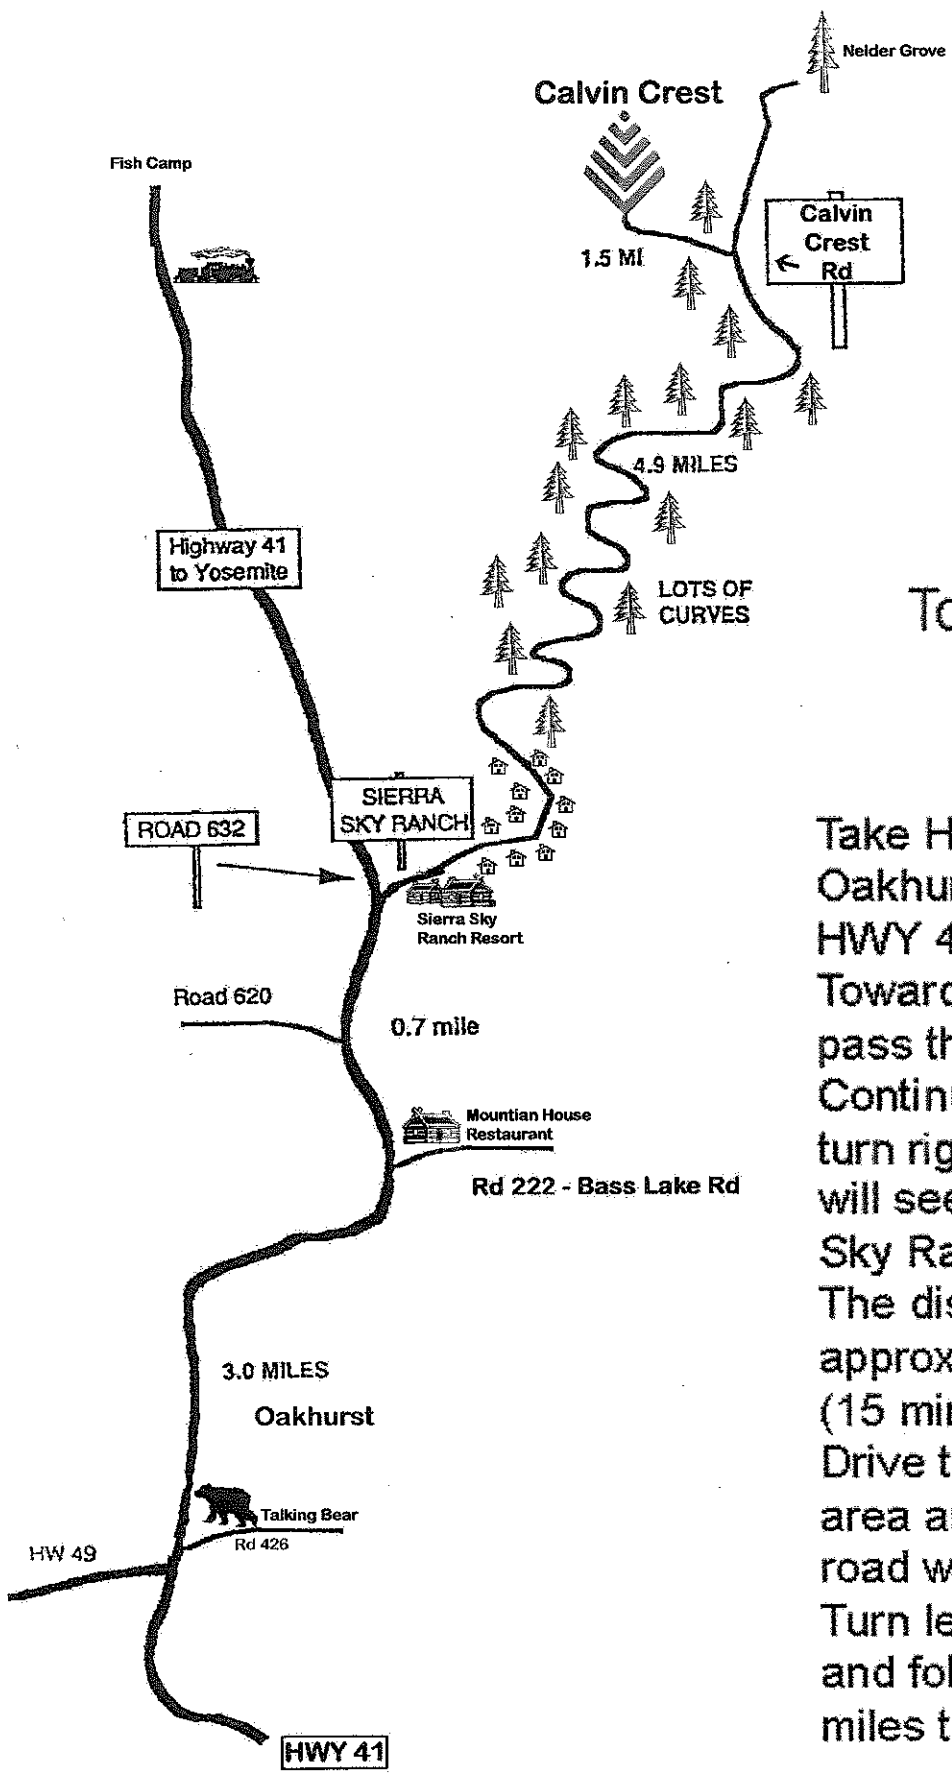 Nelder Grove
Calvin Crest
Fish Camp
Calvin
Crest
Rd
1.5 MI
4.9 MILES
Highway 41
to Yosemite
LOTS OF
CURVES
To
SIERRA
SKY RANCH
ROAD 632
Sierra Sky
Ranch Resort
Road 620
0.7 mile
Mountian House
Restaurant
Rd 222 - Bass Lake Rd
3.0 MILES
Oakhurst
Talking Bear
Rd 426
HW 49
HWY 41
Take H
Oakhur
HWY 4
Toward
pass th
Contin
turn rig
will see
Sky Ra
The dis
approx
(15 min
Drive t
area a
road w
Turn le
and fol
miles t